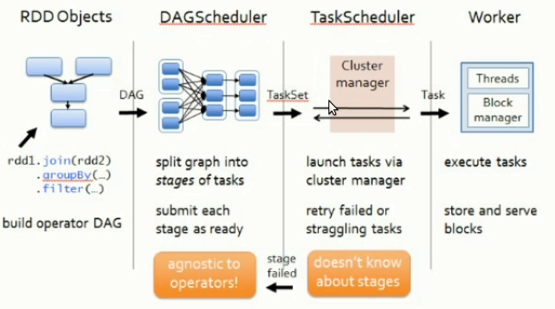 RDD Objects
DAGScheduler
TaskScheduler
Worker
DAG
TaskSet
Cluster
manager
Task
Threads
Block
manager
rdd1.join(rdd2)
.groupBy(…)
.filter(…)
build operator DAG
split graph into
stages of tasks
submit each
stage as ready
launch tasks via
cluster manager
retry failed or
straggling tasks
execute tasks
store and serve
blocks
agnostic to
operators!
stage
failed
doesn't know
about stages